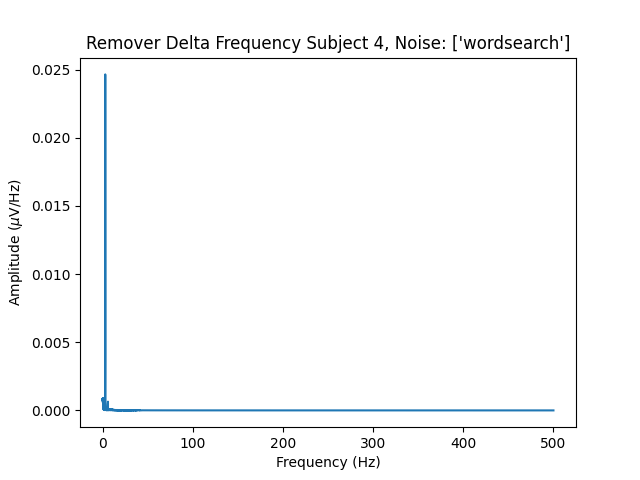 Remover Delta Frequency Subject 4, Noise: ['wordsearch']
Amplitude (μV/Hz)
0.025
0.020
0.015
0.010
0.005
0.000
0 100 200 300 400 500
Frequency (Hz)